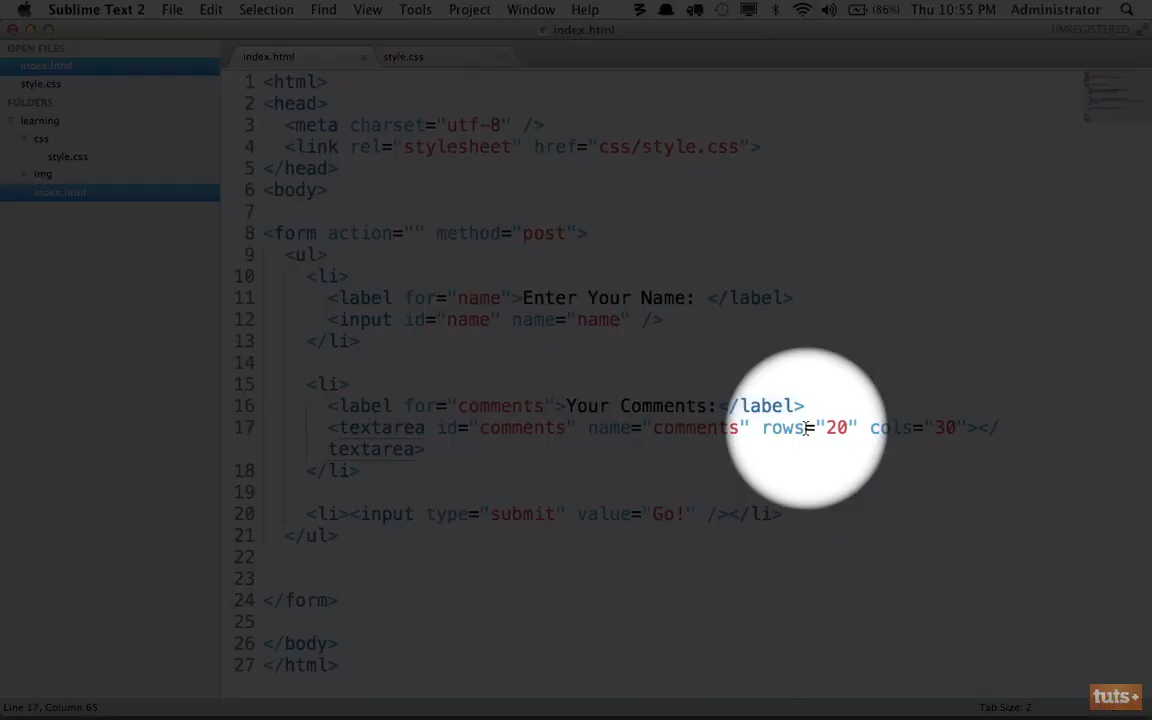 Sublime Text 2 File Edit Selection Find View Tools Project Window Help (86%) Thu 10:55 PM Administrator
index.html UNREGISTERED
OPEN FILES
index.html
style.css
FOLDERS
learning
css
style.css
img
index.html
index.html style.css
1 <html>
2 <head>
3 <meta charset="utf-8" />
4 <link rel="stylesheet" href="css/style.css">
5 </head>
6 <body>
7
8 <form action="" method="post">
9 <ul>
10 <li>
11 <label for="name">Enter Your Name: </label>
12 <input id="name" name="name" />
13 </li>
14
15 <li>
16 <label for="comments">Your Comments:</label>
17 <textarea id="comments" name="comments" rows="20" cols="30"></
textarea>
18 </li>
19
20 <li><input type="submit" value="Go!" /></li>
21 </ul>
22
23
24 </form>
25
26 </body>
27 </html>
Line 17, Column 65 Tab Size: 2
tuts+